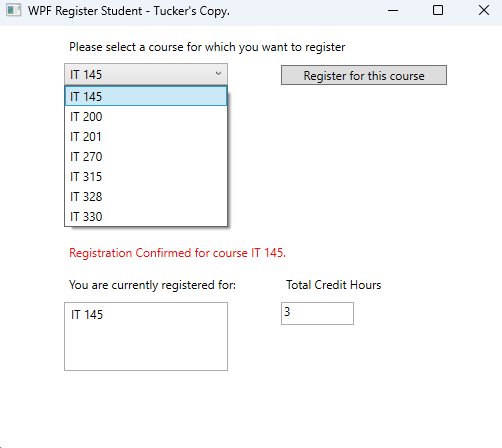 WPF Register Student - Tucker's Copy.
Please select a course for which you want to register
IT 145
Register for this course
IT 145
IT 200
IT 201
IT 270
IT 315
IT 328
IT 330
Registration Confirmed for course IT 145.
You are currently registered for:
Total Credit Hours
IT 145
3